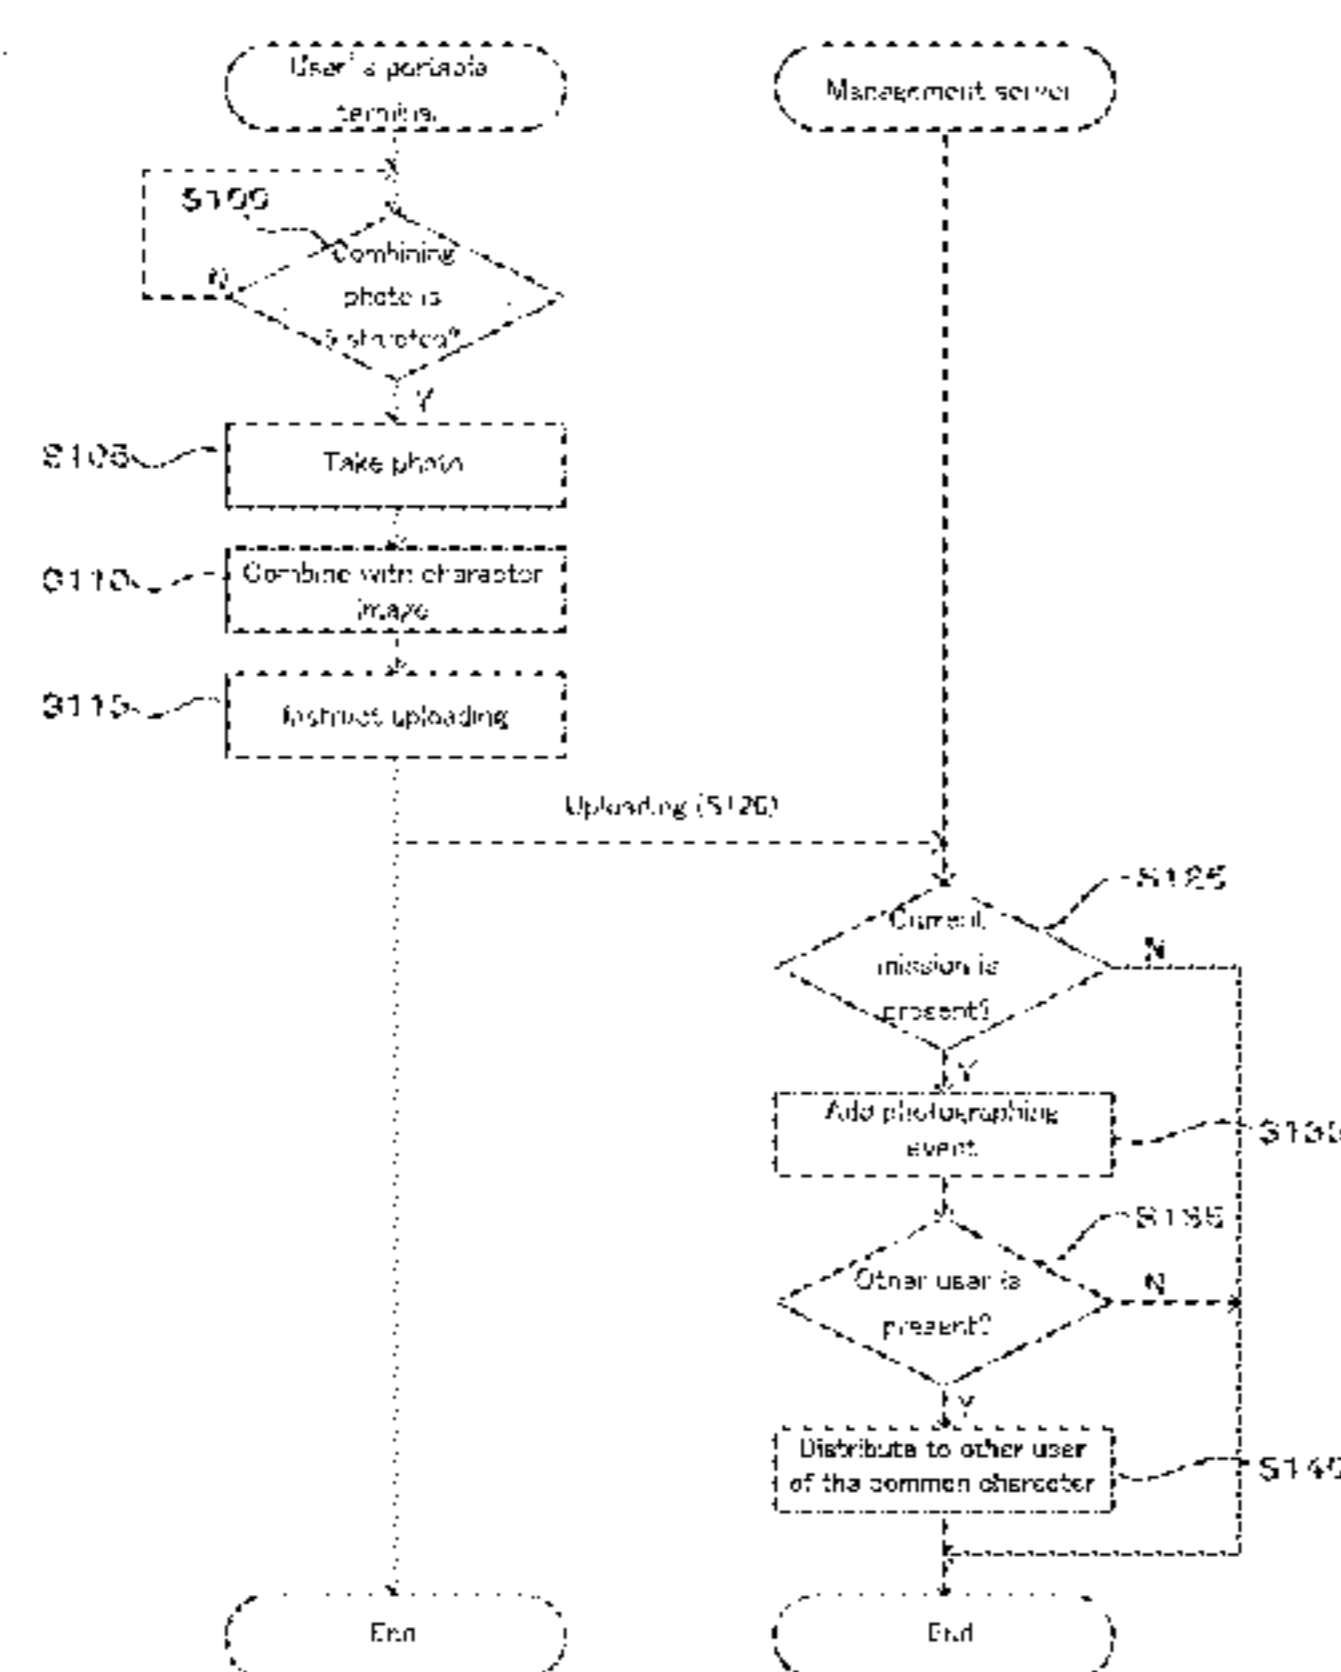 User's portable
terminal
Management server
S100
Combining
photo is
instructed?
N
Y
S105
Take photo
S110
Combine with character
image
S115
Instruct uploading
Uploading (S120)
S125
Current
mission is
present?
N
Y
Add photographing
event
S130
S135
Other user is
present?
N
Y
Distribute to other user
of the common character
S140
End
End